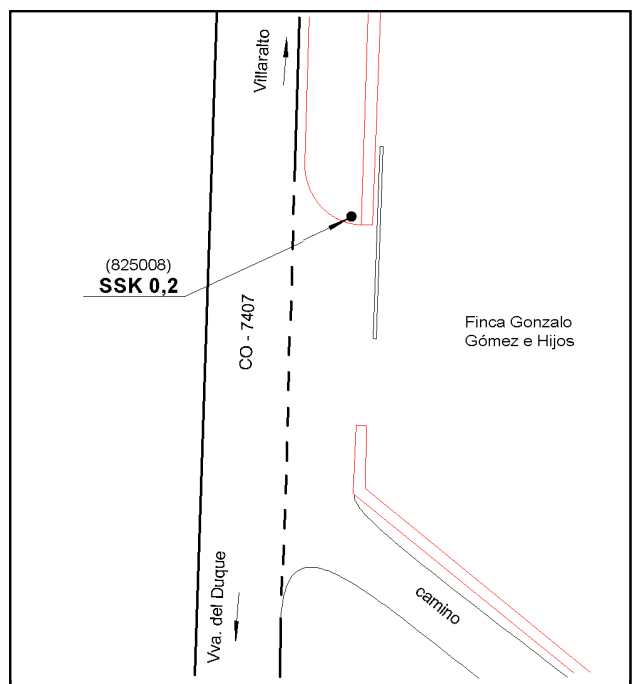 Villaralto
(825008)
SSK 0,2
CO - 7407
Finca Gonzalo
Gómez e Hijos
Vva. del Duque
camino